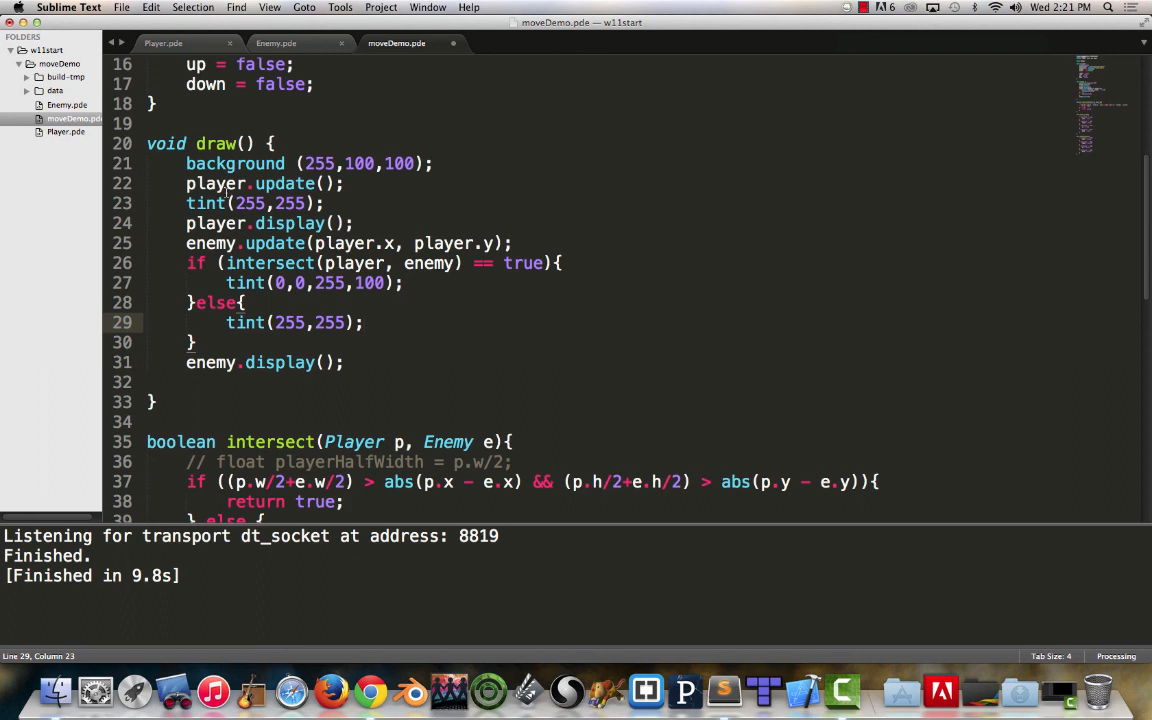 Sublime Text File Edit Selection Find View Goto Tools Project Window Help 6 Wed 2:21 PM
moveDemo.pde — w11start
FOLDERS
w11start
moveDemo
build-tmp
data
Enemy.pde
moveDemo.pde
Player.pde
Player.pde × Enemy.pde × moveDemo.pde
16 up = false;
17 down = false;
18 }
19
20 void draw() {
21 background (255,100,100);
22 player.update();
23 tint(255,255);
24 player.display();
25 enemy.update(player.x, player.y);
26 if (intersect(player, enemy) == true){
27 tint(0,0,255,100);
28 }else{
29 tint(255,255);
30 }
31 enemy.display();
32
33 }
34
35 boolean intersect(Player p, Enemy e){
36 // float playerHalfWidth = p.w/2;
37 if ((p.w/2+e.w/2) > abs(p.x - e.x) && (p.h/2+e.h/2) > abs(p.y - e.y)){
38 return true;
39 } else {
Listening for transport dt_socket at address: 8819
Finished.
[Finished in 9.8s]
Line 29, Column 23 Tab Size: 4 Processing